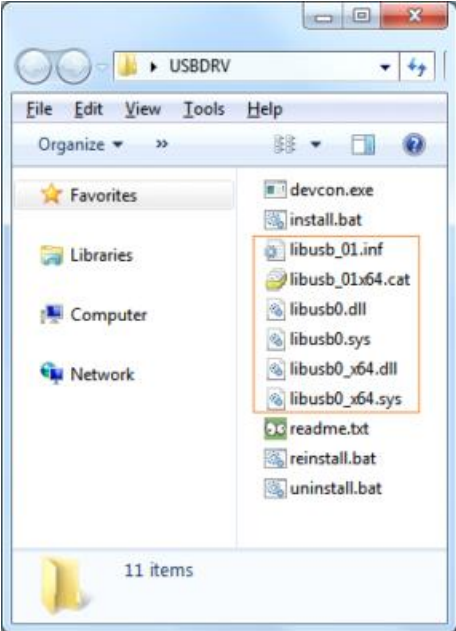 USBDRV
File Edit View Tools Help
Organize »
Favorites
Libraries
Computer
Network
devcon.exe
install.bat
libusb_01.inf
libusb_01x64.cat
libusb0.dll
libusb0.sys
libusb0_x64.dll
libusb0_x64.sys
readme.txt
reinstall.bat
uninstall.bat
11 items